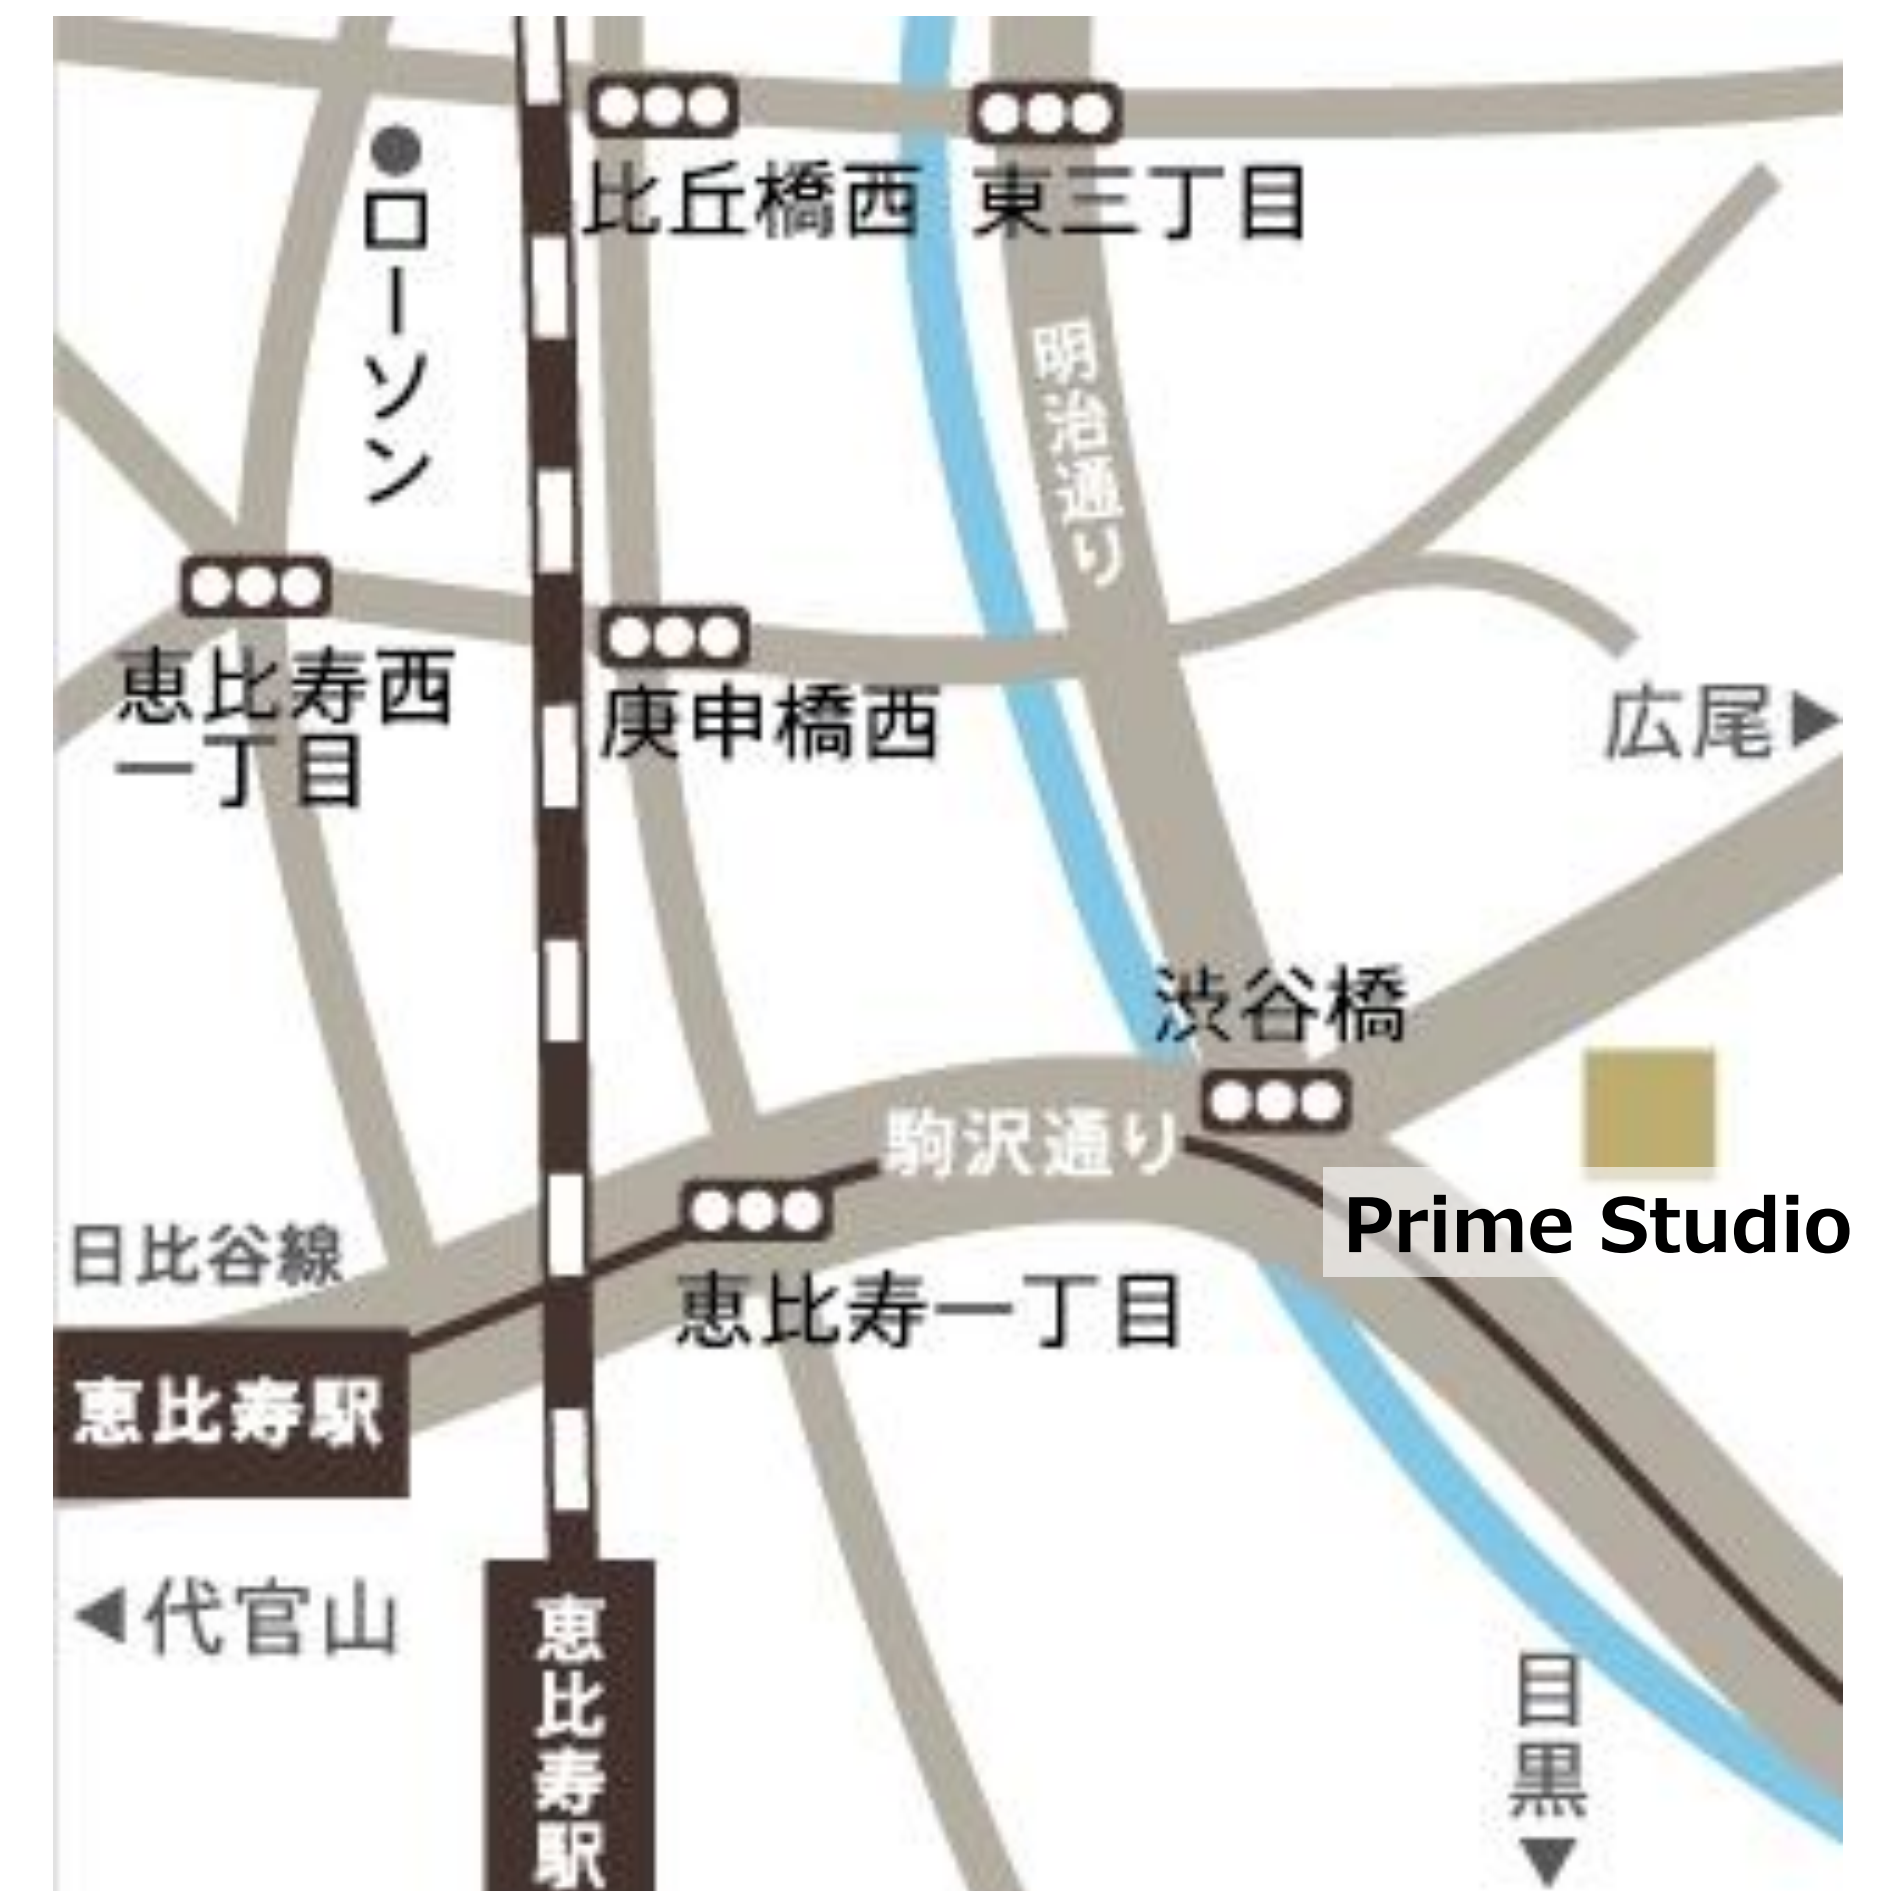 比丘橋西
東三丁目
ローソン
明治通り
恵比寿西
一丁目
庚申橋西
広尾
渋谷橋
駒沢通り
Prime Studio
日比谷線
恵比寿一丁目
恵比寿駅
代官山
恵比寿駅
目黒